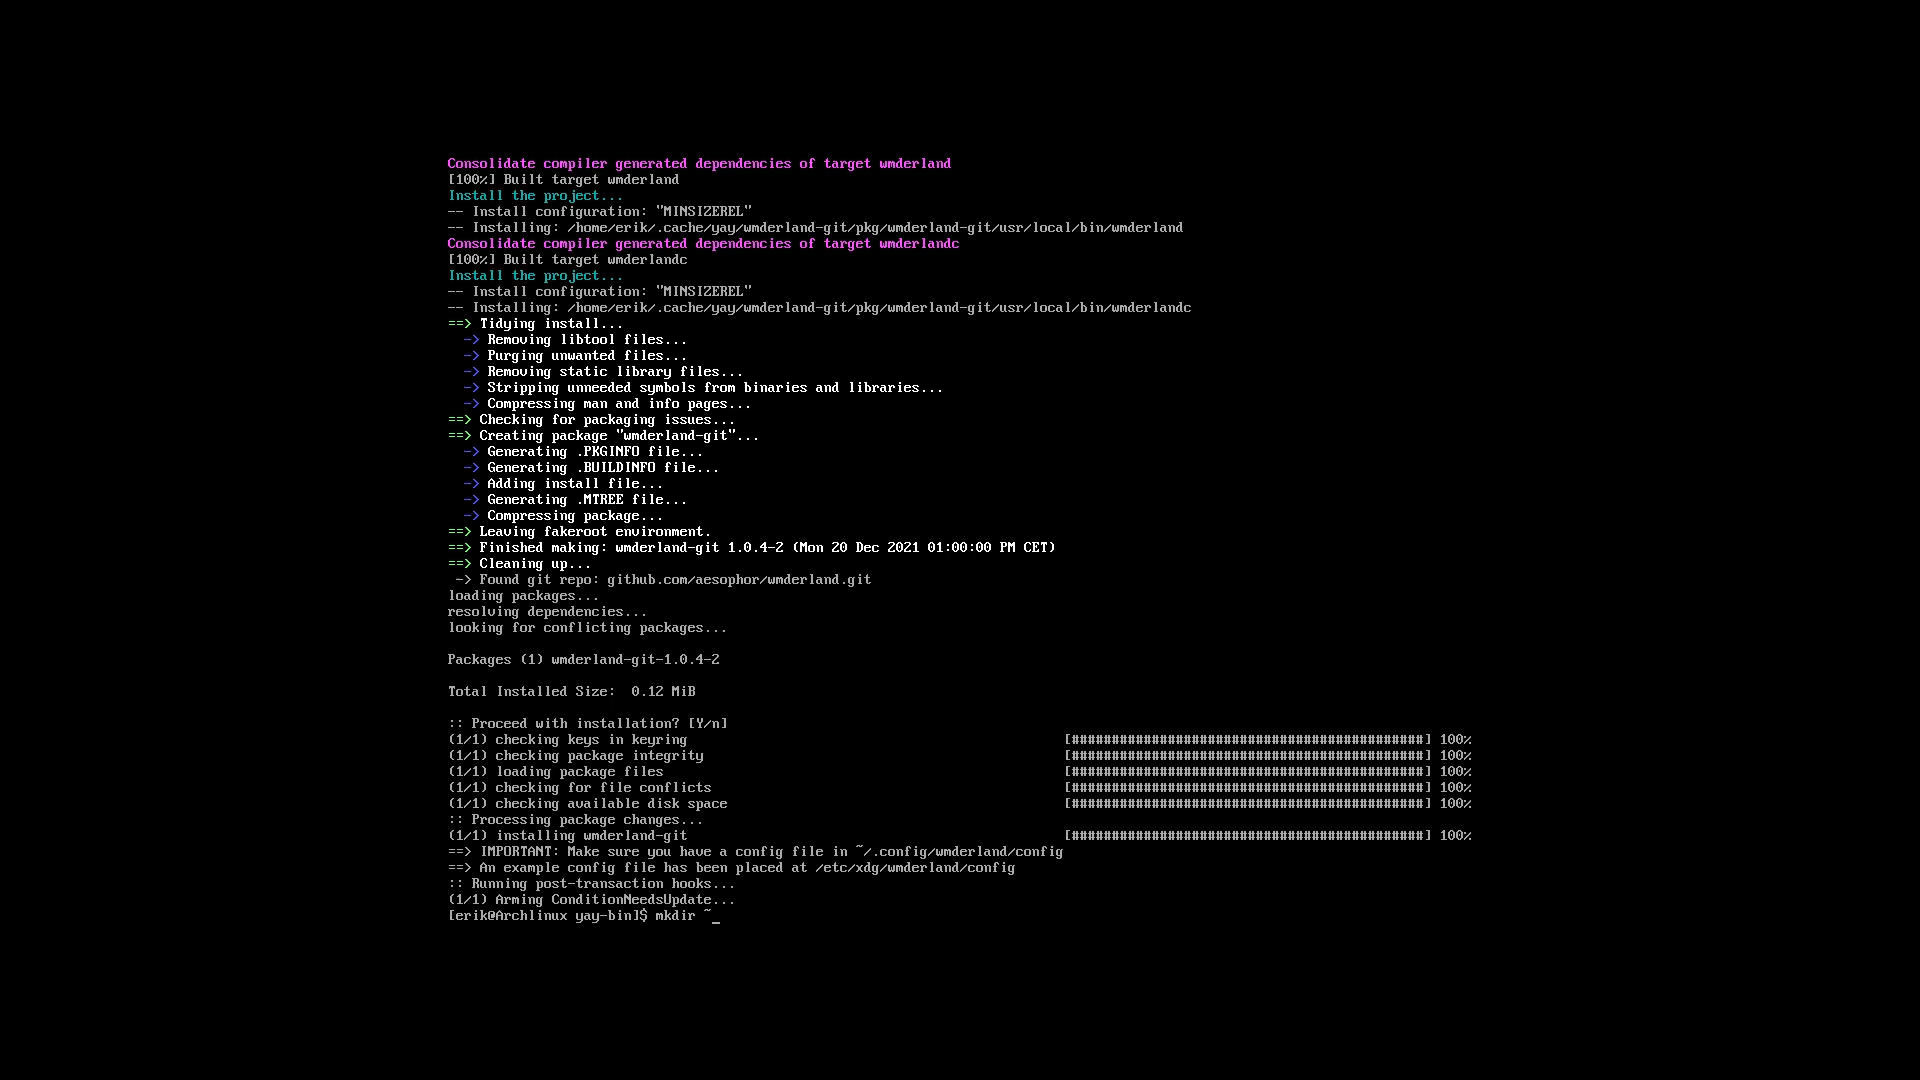 Consolidate compiler generated dependencies of target wmderland
[100%] Built target wmderland
Install the project...
-- Install configuration: "MINSIZEREL"
-- Installing: /home/erik/.cache/yay/wmderland-git/pkg/wmderland-git/usr/local/bin/wmderland
Consolidate compiler generated dependencies of target wmderlandc
[100%] Built target wmderlandc
Install the project...
-- Install configuration: "MINSIZEREL"
-- Installing: /home/erik/.cache/yay/wmderland-git/pkg/wmderland-git/usr/local/bin/wmderlandc
==> Tidying install...
  -> Removing libtool files...
  -> Purging unwanted files...
  -> Removing static library files...
  -> Stripping unneeded symbols from binaries and libraries...
  -> Compressing man and info pages...
==> Checking for packaging issues...
==> Creating package "wmderland-git"...
  -> Generating .PKGINFO file...
  -> Generating .BUILDINFO file...
  -> Adding install file...
  -> Generating .MTREE file...
  -> Compressing package...
==> Leaving fakeroot environment.
==> Finished making: wmderland-git 1.0.4-2 (Mon 20 Dec 2021 01:00:00 PM CET)
==> Cleaning up...
 -> Found git repo: github.com/aesophor/wmderland.git
loading packages...
resolving dependencies...
looking for conflicting packages...

Packages (1) wmderland-git-1.0.4-2

Total Installed Size:  0.12 MiB

:: Proceed with installation? [Y/n]
(1/1) checking keys in keyring [############################################] 100%
(1/1) checking package integrity [############################################] 100%
(1/1) loading package files [############################################] 100%
(1/1) checking for file conflicts [############################################] 100%
(1/1) checking available disk space [############################################] 100%
:: Processing package changes...
(1/1) installing wmderland-git [############################################] 100%
==> IMPORTANT: Make sure you have a config file in ~/.config/wmderland/config
==> An example config file has been placed at /etc/xdg/wmderland/config
:: Running post-transaction hooks...
(1/1) Arming ConditionNeedsUpdate...
[erik@Archlinux yay-bin]$ mkdir ~_